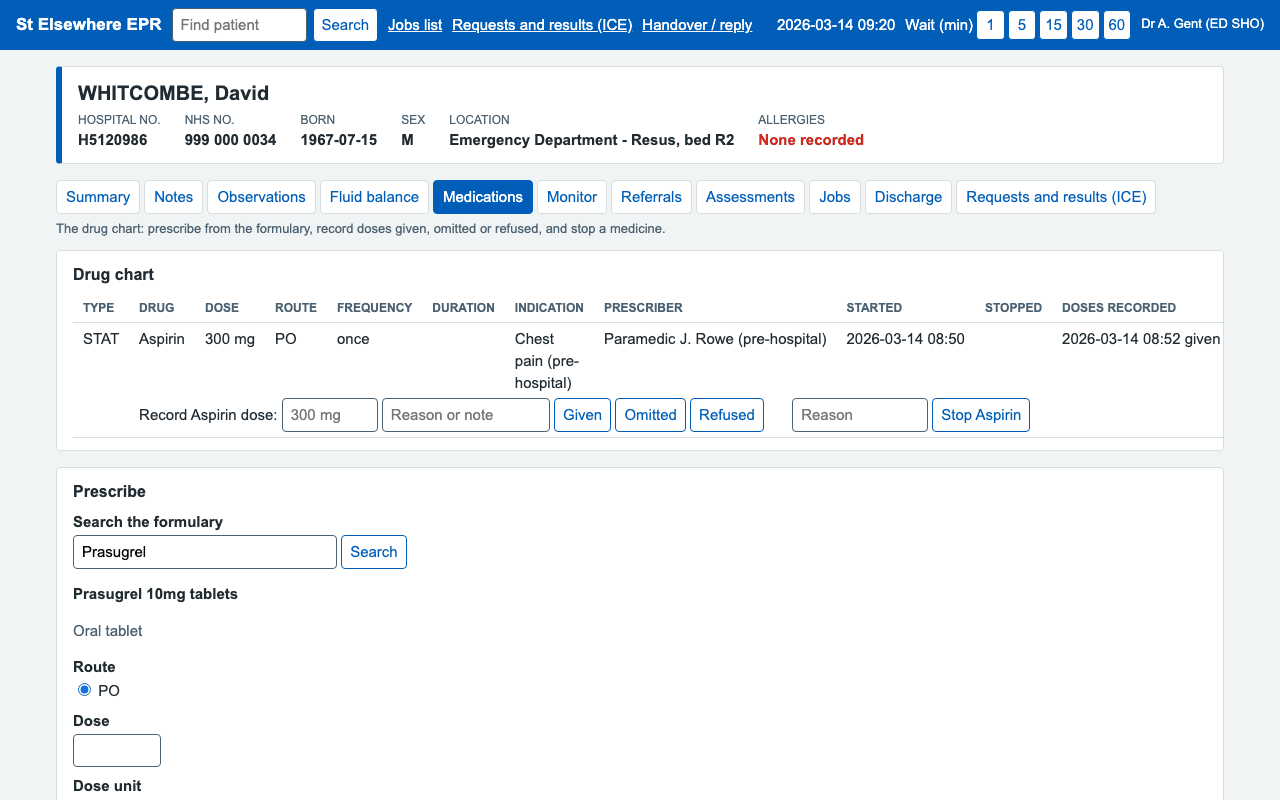 St Elsewhere EPR Find patient Search Jobs list Requests and results (ICE) Handover / reply 2026-03-14 09:20 Wait (min) 1 5 15 30 60 Dr A. Gent (ED SHO)
WHITCOMBE, David
HOSPITAL NO. NHS NO. BORN SEX LOCATION ALLERGIES
H5120986 999 000 0034 1967-07-15 M Emergency Department - Resus, bed R2 None recorded
Summary Notes Observations Fluid balance Medications Monitor Referrals Assessments Jobs Discharge Requests and results (ICE)
The drug chart: prescribe from the formulary, record doses given, omitted or refused, and stop a medicine.
Drug chart
TYPE DRUG DOSE ROUTE FREQUENCY DURATION INDICATION PRESCRIBER STARTED STOPPED DOSES RECORDED
STAT Aspirin 300 mg PO once Chest Paramedic J. Rowe (pre-hospital) 2026-03-14 08:50 2026-03-14 08:52 given
pain (pre-
hospital)
Record Aspirin dose: 300 mg Reason or note Given Omitted Refused Reason Stop Aspirin
Prescribe
Search the formulary
Prasugrel Search
Prasugrel 10mg tablets
Oral tablet
Route
PO
Dose
Dose unit